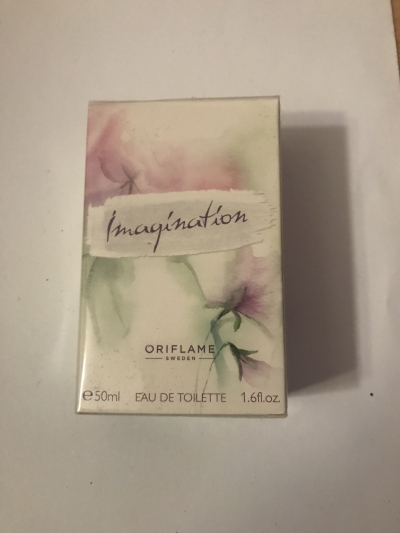 Imagination
ORIFLAME
SWEDEN
℮50ml EAU DE TOILETTE 1.6fl.oz.